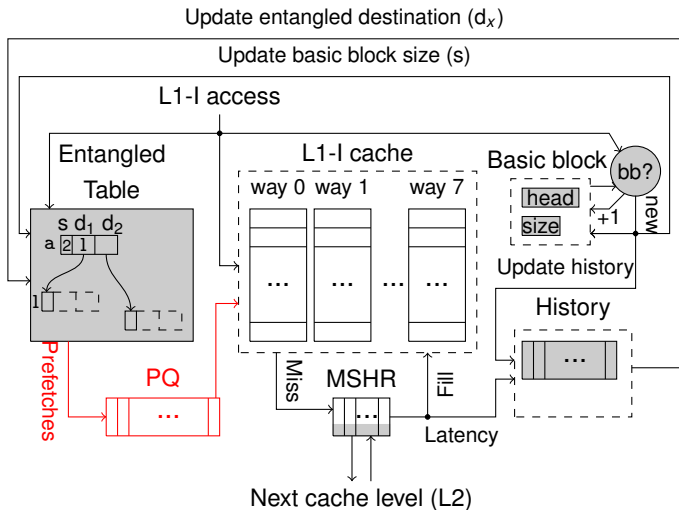 Update entangled destination (dₓ)
Update basic block size (s)
L1-I access
Entangled
Table
s d₁ d₂
a 2 l
l
L1-I cache
way 0 way 1 way 7
... ... ...
Basic block
bb?
head
size
+1
new
Update history
History
...
Prefetches
PQ
...
Miss
MSHR
...
Fill
Latency
Next cache level (L2)